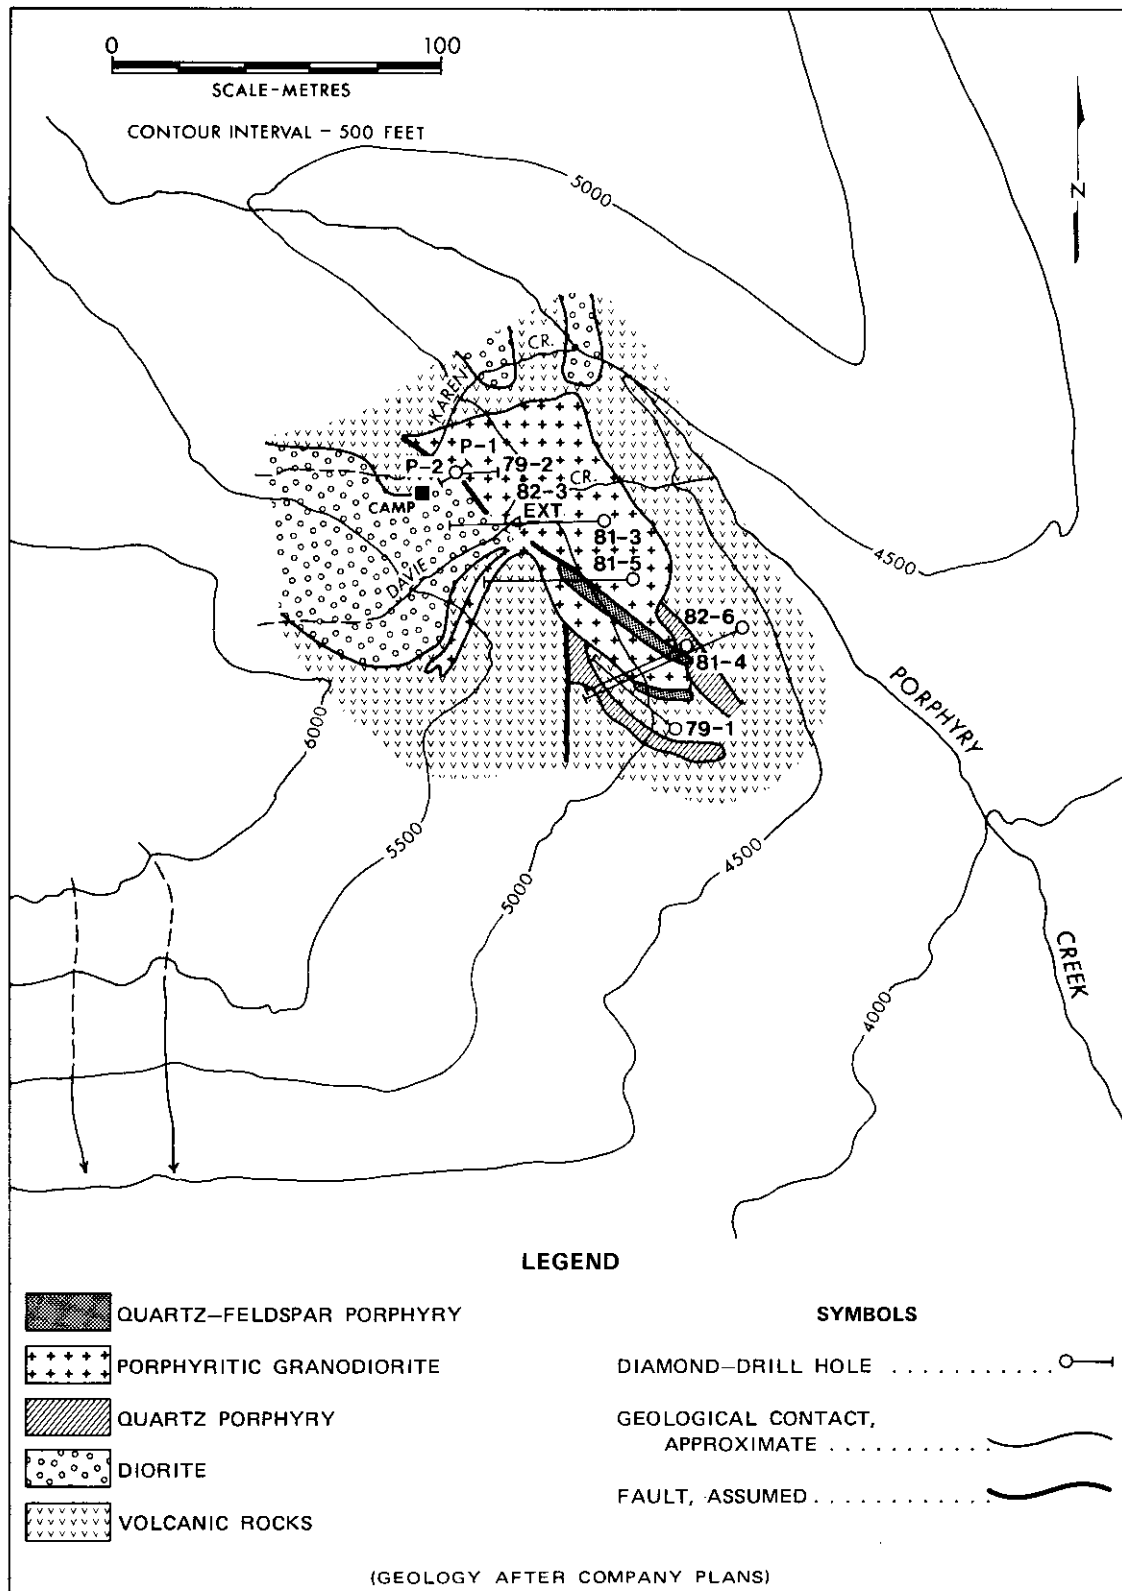 0 100
SCALE-METRES
CONTOUR INTERVAL - 500 FEET
N
5000
CR.
KAREN
P-1
P-2
79-2
CR.
82-3
CAMP
EXT
81-3
4500
81-5
DAVIE
82-6
81-4
PORPHYRY
79-1
6000
5500
4500
5000
CREEK
4000
LEGEND
QUARTZ-FELDSPAR PORPHYRY
PORPHYRITIC GRANODIORITE
QUARTZ PORPHYRY
DIORITE
VOLCANIC ROCKS
SYMBOLS
DIAMOND-DRILL HOLE . . . . . . . . . . .
GEOLOGICAL CONTACT,
APPROXIMATE . . . . . . . . . .
FAULT, ASSUMED . . . . . . . . . . . .
(GEOLOGY AFTER COMPANY PLANS)